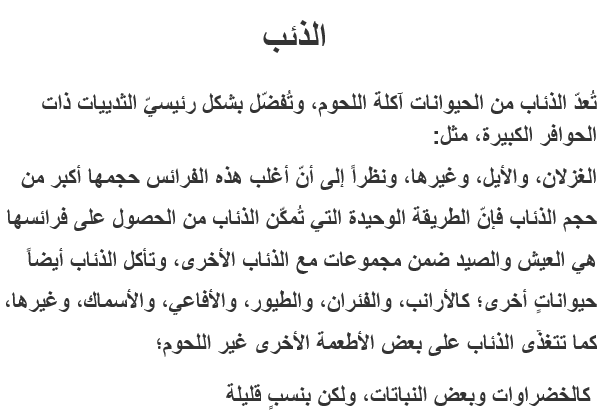 الذئب
تُعدّ الذئاب من الحيوانات آكلة اللحوم، وتُفضّل بشكل رئيسيّ الثدييات ذات
الحوافر الكبيرة، مثل:
الغزلان، والأيل، وغيرها، ونظراً إلى أنّ أغلب هذه الفرائس حجمها أكبر من
حجم الذئاب فإنّ الطريقة الوحيدة التي تُمكّن الذئاب من الحصول على فرائسها
هي العيش والصيد ضمن مجموعات مع الذئاب الأخرى، وتأكل الذئاب أيضاً
حيواناتٍ أخرى؛ كالأرانب، والفئران، والطيور، والأفاعي، والأسماك، وغيرها،
كما تتغذّى الذئاب على بعض الأطعمة الأخرى غير اللحوم؛
كالخضراوات وبعض النباتات، ولكن بنسبٍ قليلة